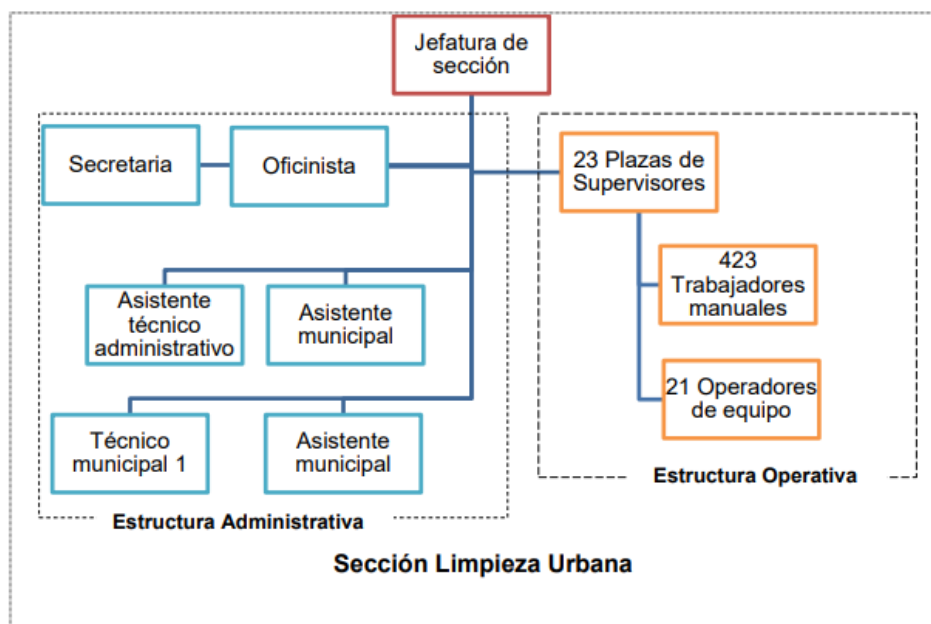 Jefatura de
sección
Secretaria
Oficinista
23 Plazas de
Supervisores
423
Trabajadores
manuales
Asistente
técnico
administrativo
Asistente
municipal
21 Operadores
de equipo
Técnico
municipal 1
Asistente
municipal
Estructura Operativa
Estructura Administrativa
Sección Limpieza Urbana